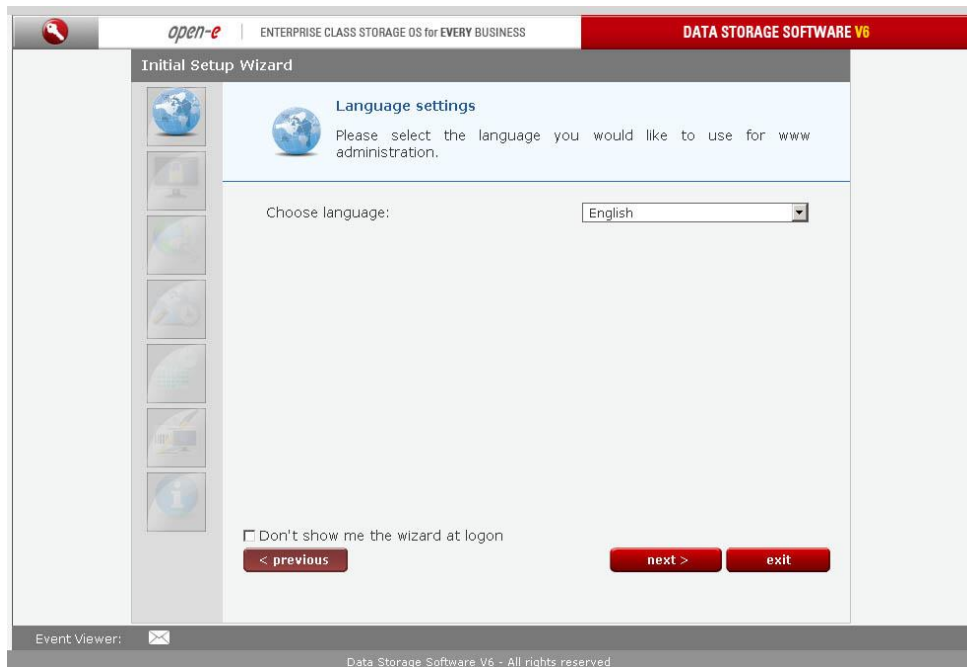 open-e
ENTERPRISE CLASS STORAGE OS for EVERY BUSINESS
DATA STORAGE SOFTWARE V6
Initial Setup Wizard
Language settings
Please select the language you would like to use for www
administration.
Choose language:
English
Don't show me the wizard at logon
< previous
next >
exit
Event Viewer:
Data Storage Software V6 - All rights reserved